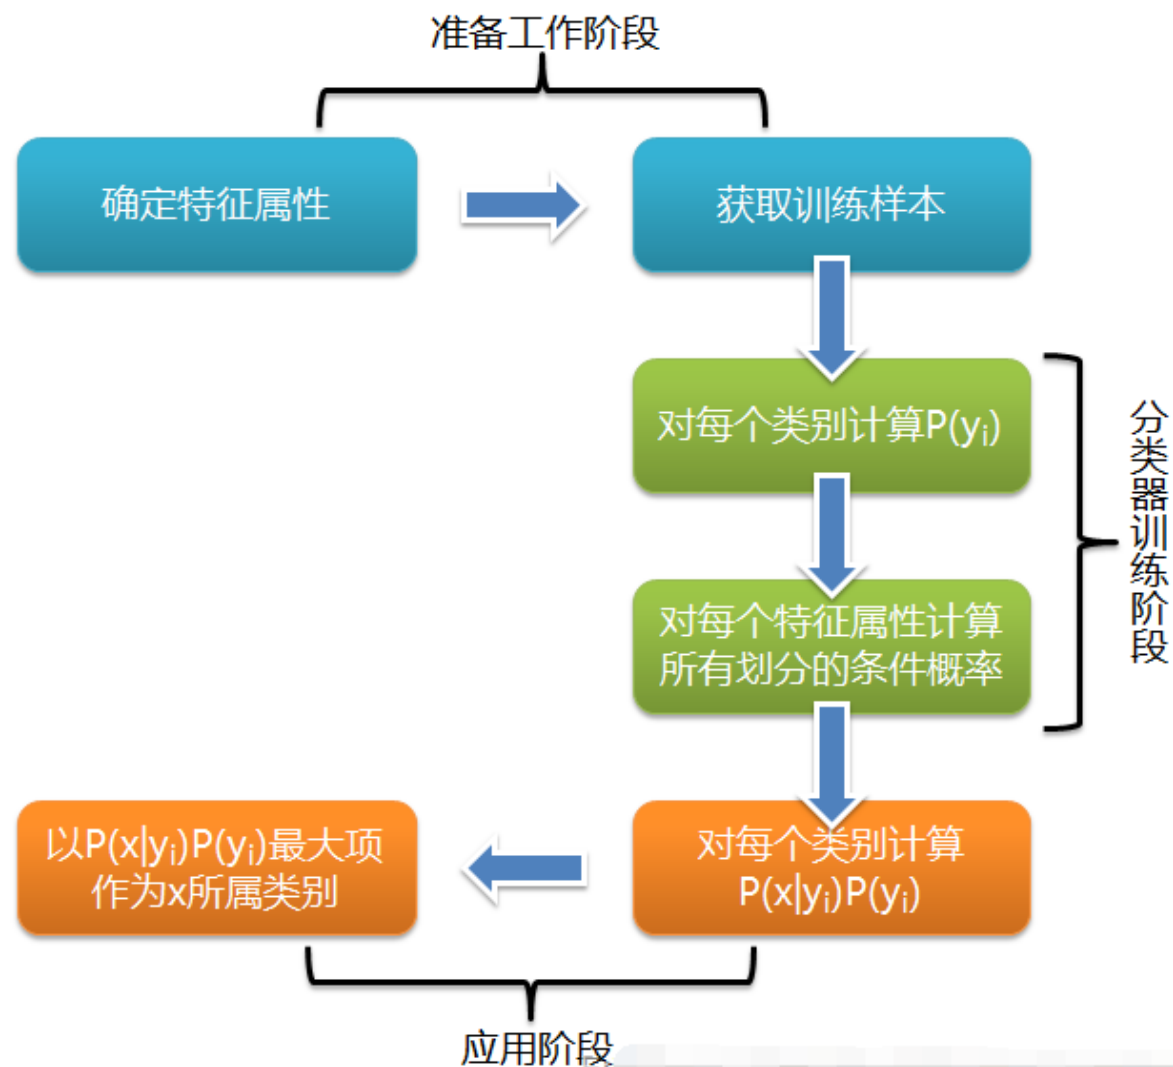 准备工作阶段
确定特征属性
获取训练样本
对每个类别计算P(yᵢ)
分类器训练阶段
对每个特征属性计算
所有划分的条件概率
以P(x|yᵢ)P(yᵢ)最大项
作为x所属类别
对每个类别计算
P(x|yᵢ)P(yᵢ)
应用阶段